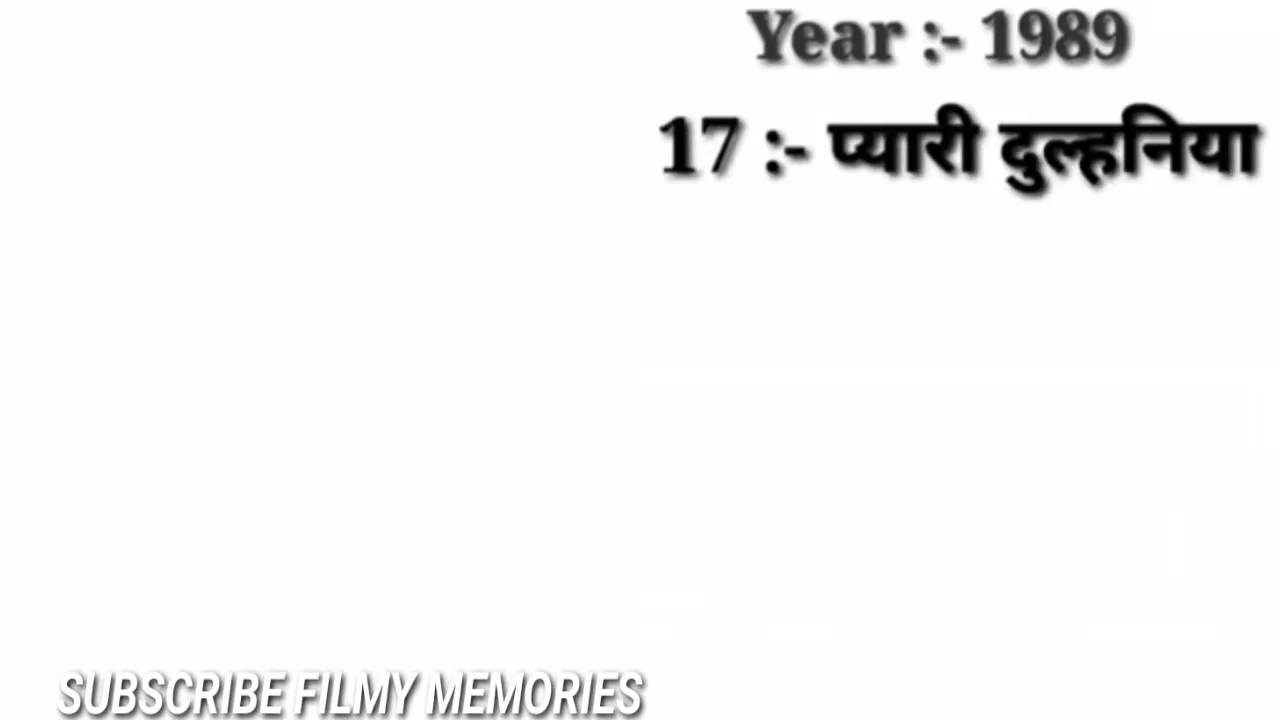 Year :- 1989
17 :- प्यारी दुल्हनिया
SUBSCRIBE FILMY MEMORIES